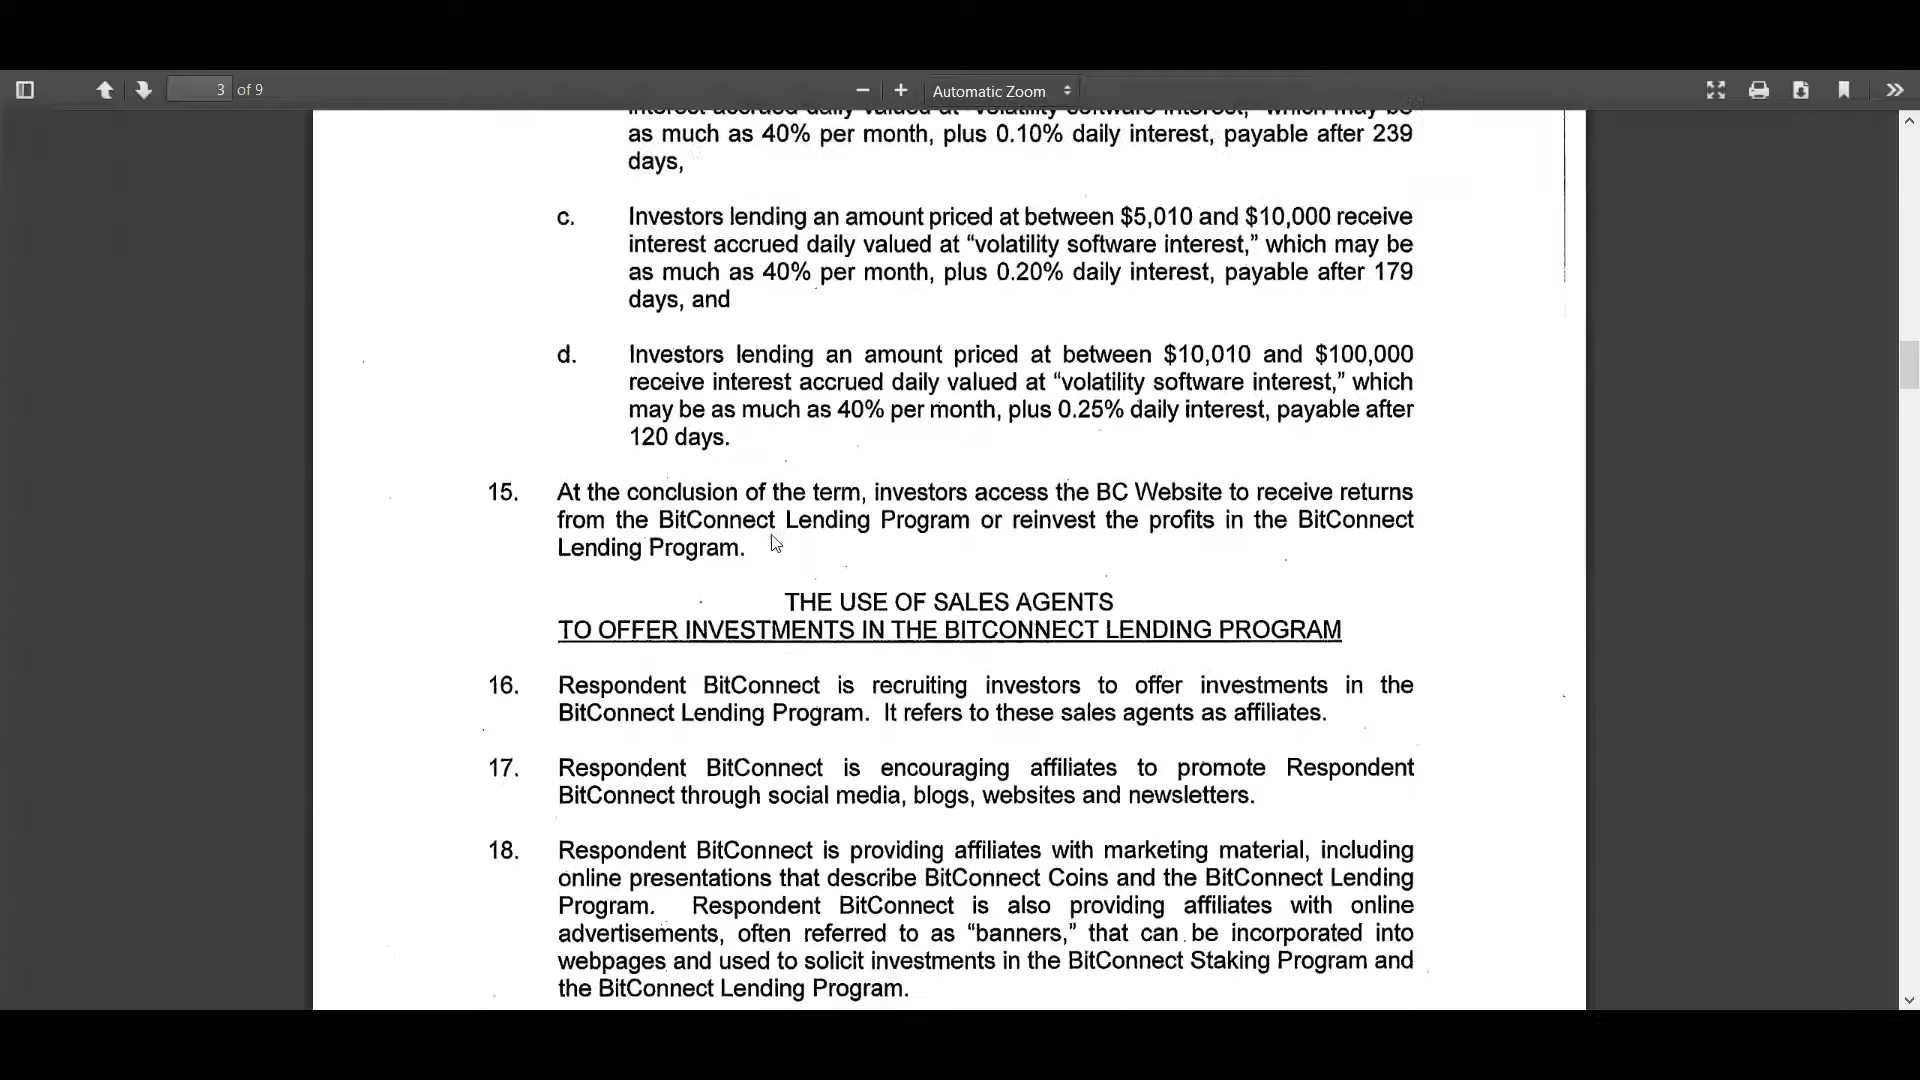 3 of 9
Automatic Zoom
interest accrued daily valued at “volatility software interest,” which may be
as much as 40% per month, plus 0.10% daily interest, payable after 239
days,
c. Investors lending an amount priced at between $5,010 and $10,000 receive
interest accrued daily valued at “volatility software interest,” which may be
as much as 40% per month, plus 0.20% daily interest, payable after 179
days, and
d. Investors lending an amount priced at between $10,010 and $100,000
receive interest accrued daily valued at “volatility software interest,” which
may be as much as 40% per month, plus 0.25% daily interest, payable after
120 days.
15. At the conclusion of the term, investors access the BC Website to receive returns
from the BitConnect Lending Program or reinvest the profits in the BitConnect
Lending Program.
THE USE OF SALES AGENTS
TO OFFER INVESTMENTS IN THE BITCONNECT LENDING PROGRAM
16. Respondent BitConnect is recruiting investors to offer investments in the
BitConnect Lending Program. It refers to these sales agents as affiliates.
17. Respondent BitConnect is encouraging affiliates to promote Respondent
BitConnect through social media, blogs, websites and newsletters.
18. Respondent BitConnect is providing affiliates with marketing material, including
online presentations that describe BitConnect Coins and the BitConnect Lending
Program. Respondent BitConnect is also providing affiliates with online
advertisements, often referred to as “banners,” that can be incorporated into
webpages and used to solicit investments in the BitConnect Staking Program and
the BitConnect Lending Program.